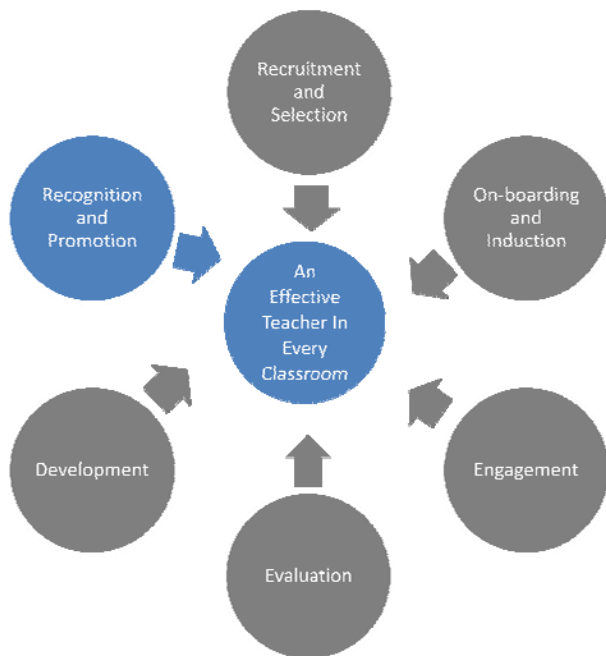 Recruitment
and
Selection
Recognition
and
Promotion
On-boarding
and
Induction
An
Effective
Teacher In
Every
Classroom
Development
Engagement
Evaluation